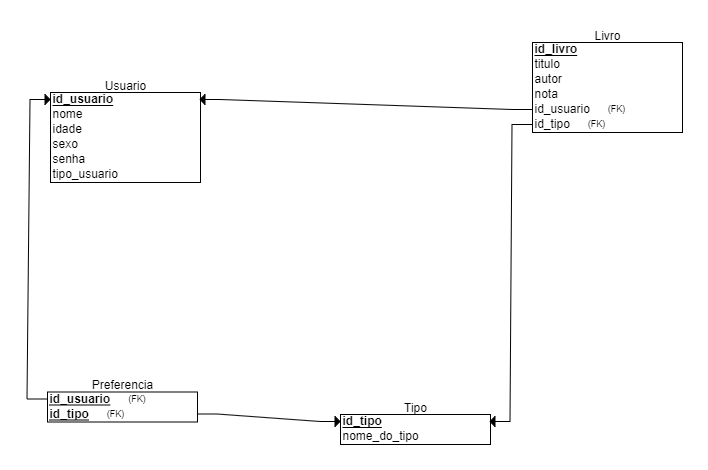 Livro
id_livro
titulo
autor
nota
id_usuario (FK)
id_tipo (FK)
Usuario
id_usuario
nome
idade
sexo
senha
tipo_usuario
Preferencia
id_usuario (FK)
id_tipo (FK)
Tipo
id_tipo
nome_do_tipo